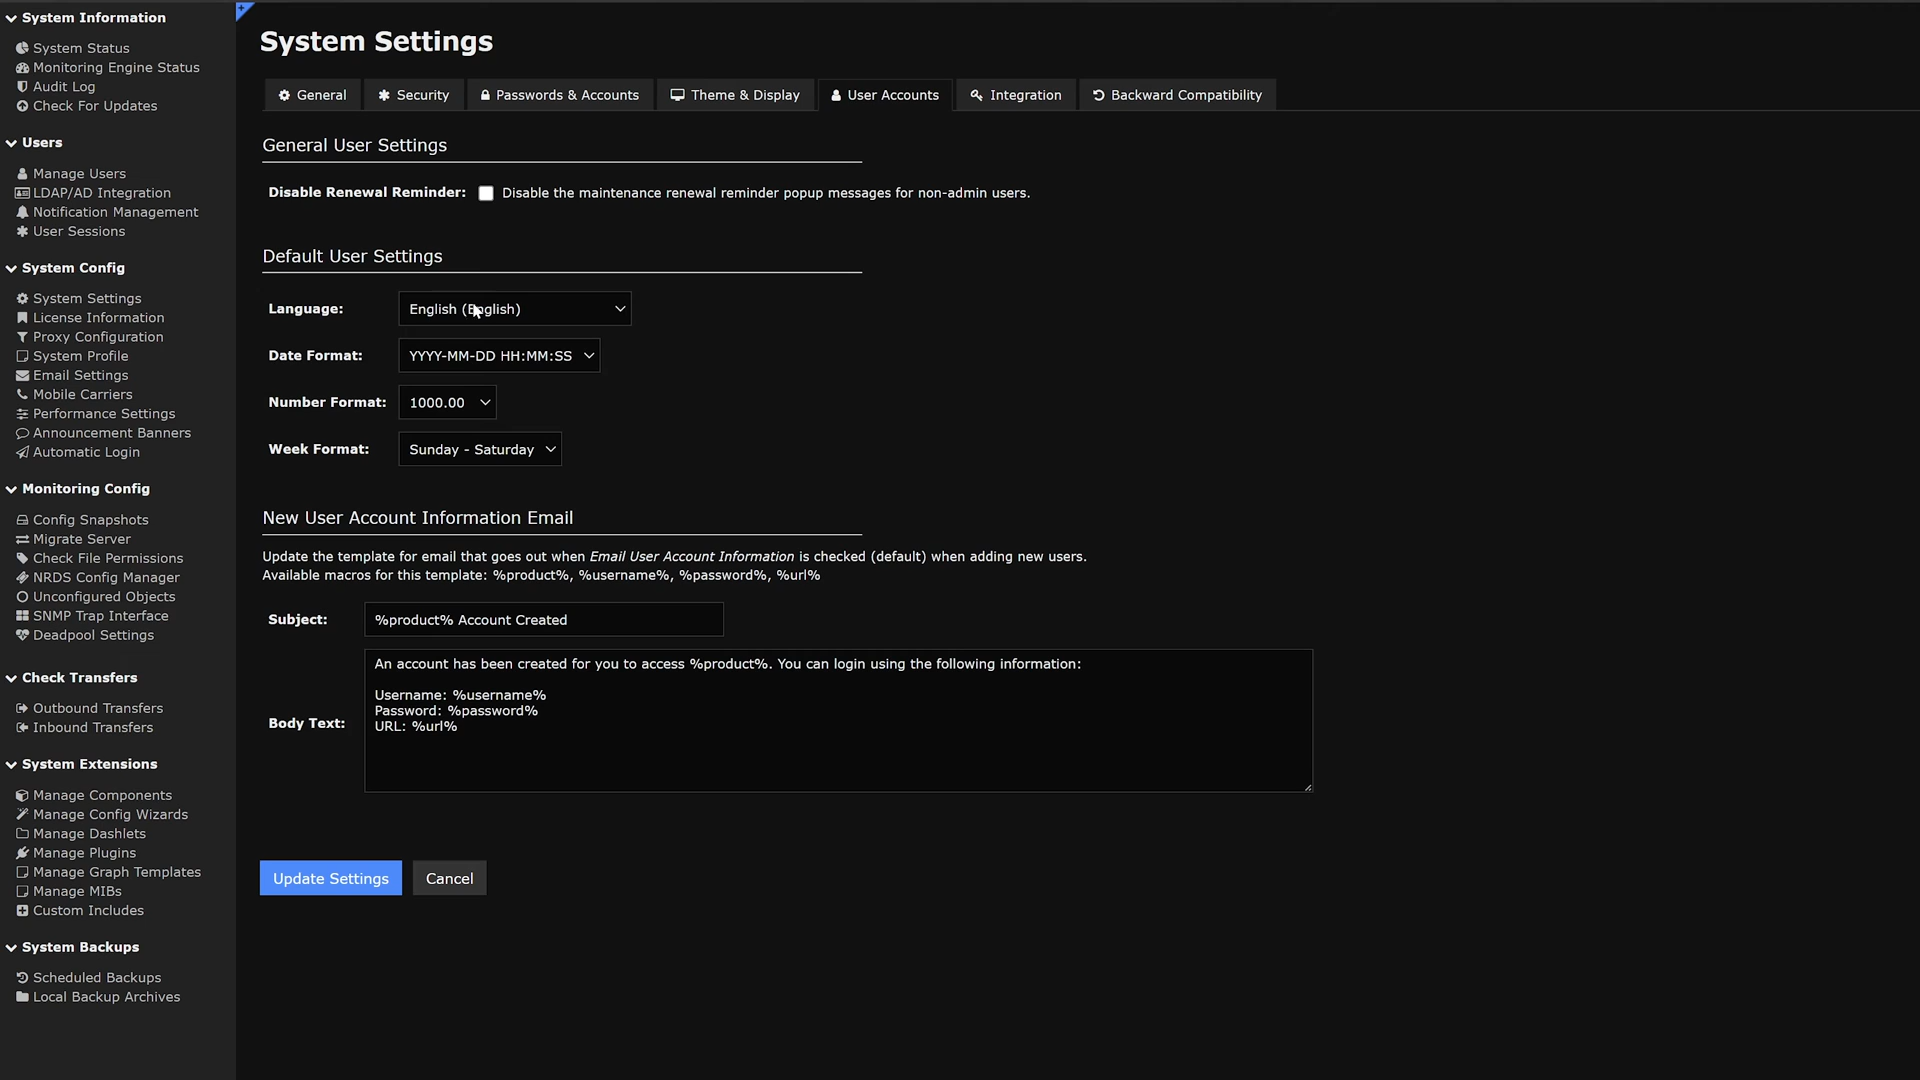 System Information
System Status
Monitoring Engine Status
Audit Log
Check For Updates
Users
Manage Users
LDAP/AD Integration
Notification Management
User Sessions
System Config
System Settings
License Information
Proxy Configuration
System Profile
Email Settings
Mobile Carriers
Performance Settings
Announcement Banners
Automatic Login
Monitoring Config
Config Snapshots
Migrate Server
Check File Permissions
NRDS Config Manager
Unconfigured Objects
SNMP Trap Interface
Deadpool Settings
Check Transfers
Outbound Transfers
Inbound Transfers
System Extensions
Manage Components
Manage Config Wizards
Manage Dashlets
Manage Plugins
Manage Graph Templates
Manage MIBs
Custom Includes
System Backups
Scheduled Backups
Local Backup Archives
System Settings
General Security Passwords & Accounts Theme & Display User Accounts Integration Backward Compatibility
General User Settings
Disable Renewal Reminder: Disable the maintenance renewal reminder popup messages for non-admin users.
Default User Settings
Language: English (English)
Date Format: YYYY-MM-DD HH:MM:SS
Number Format: 1000.00
Week Format: Sunday - Saturday
New User Account Information Email
Update the template for email that goes out when Email User Account Information is checked (default) when adding new users.
Available macros for this template: %product%, %username%, %password%, %url%
Subject: %product% Account Created
Body Text:
An account has been created for you to access %product%. You can login using the following information:
Username: %username%
Password: %password%
URL: %url%
Update Settings Cancel